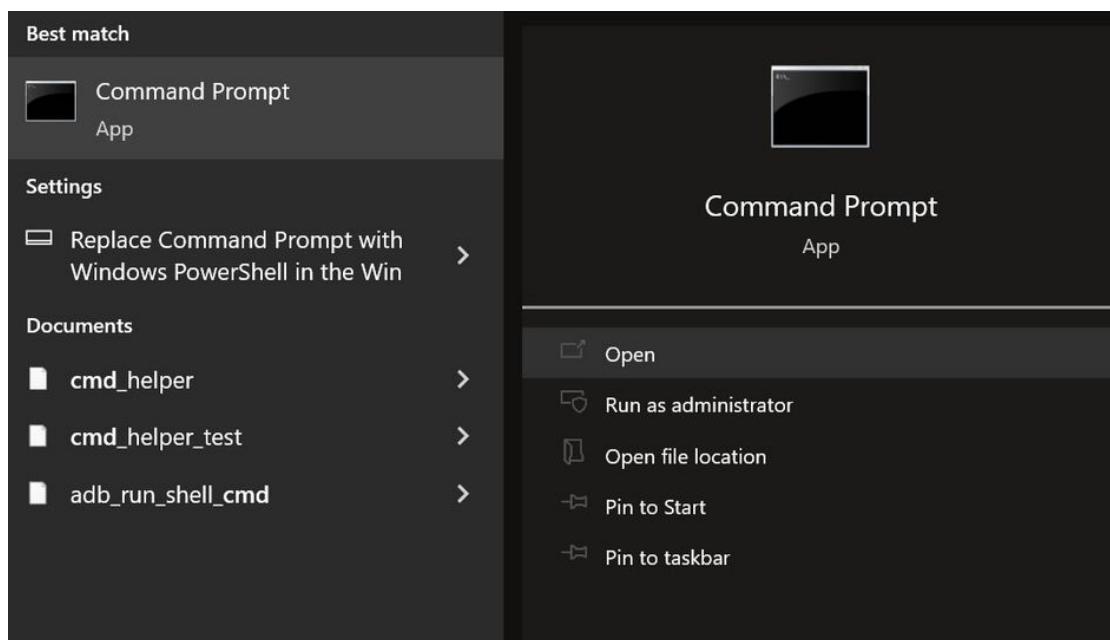 Best match
Command Prompt
App
Settings
Replace Command Prompt with
Windows PowerShell in the Win
Documents
cmd_helper
cmd_helper_test
adb_run_shell_cmd
Command Prompt
App
Open
Run as administrator
Open file location
Pin to Start
Pin to taskbar